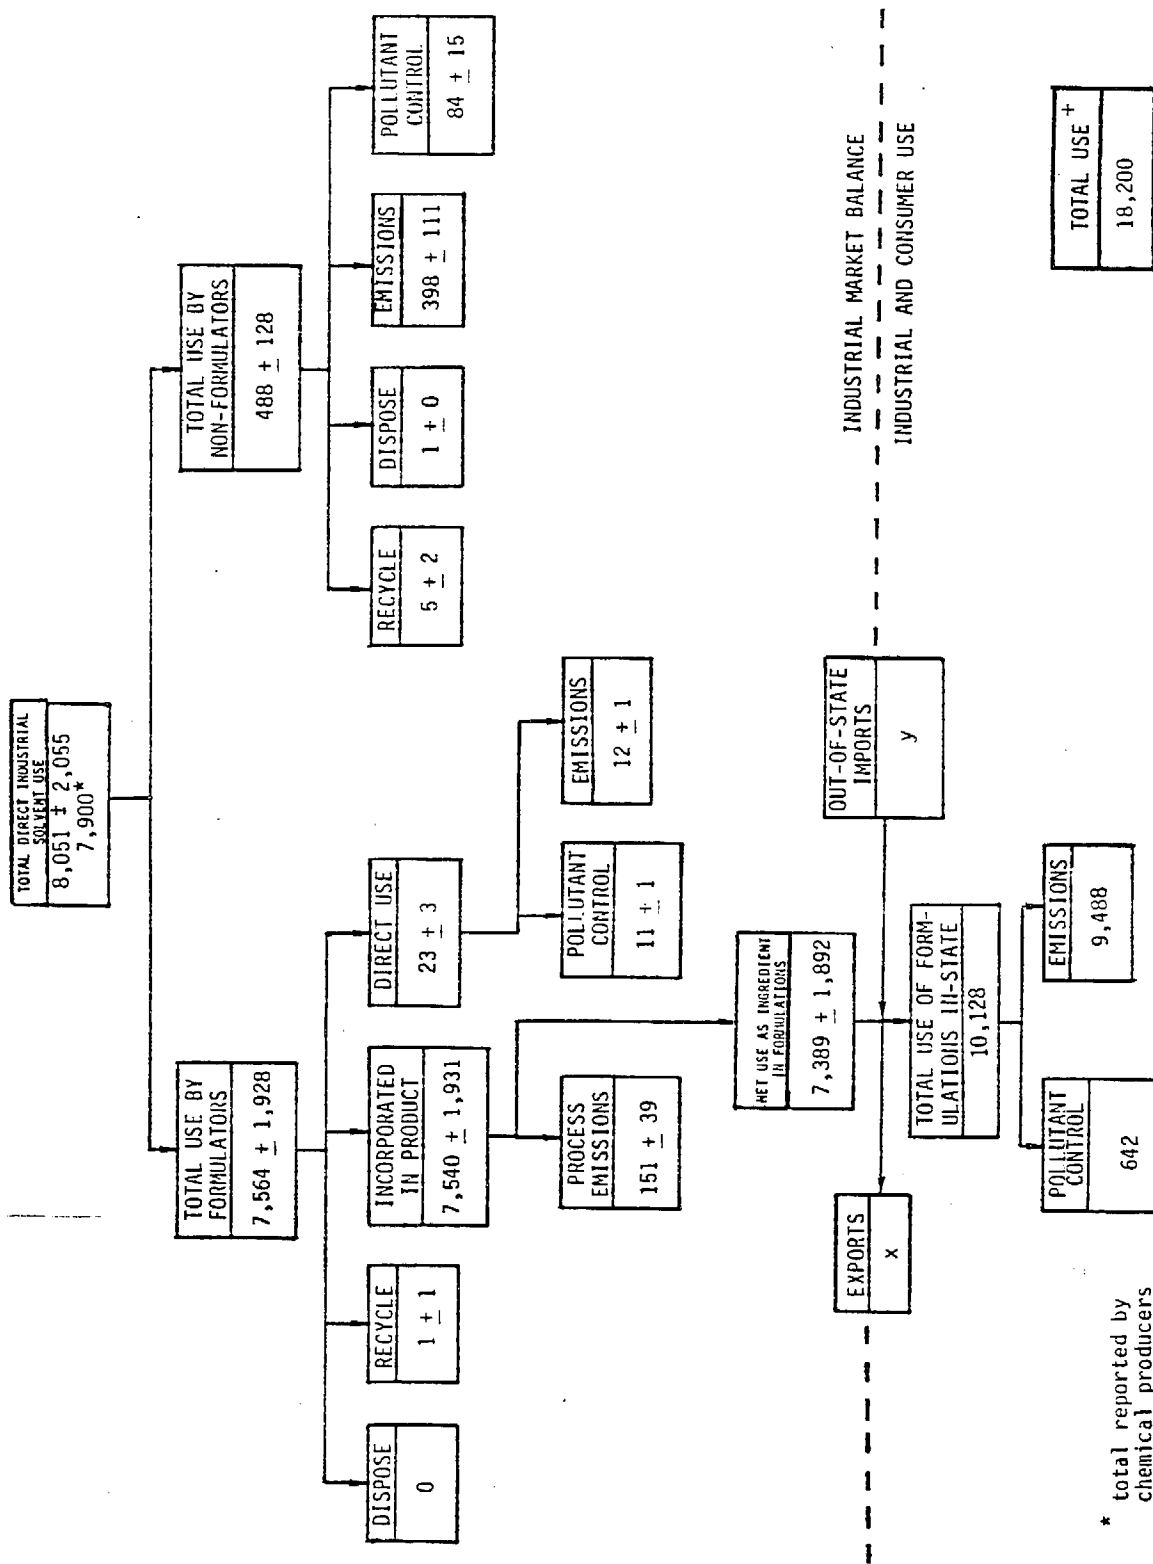 TOTAL DIRECT INDUSTRIAL
SOLVENT USE
8,051 ± 2,055
7,900*
TOTAL USE BY
FORMULATORS
7,564 ± 1,928
TOTAL USE BY
NON-FORMULATORS
488 ± 128
DISPOSE
0
RECYCLE
1 ± 1
INCORPORATED
IN PRODUCT
7,540 ± 1,931
DIRECT USE
23 ± 3
RECYCLE
5 ± 2
DISPOSE
1 ± 0
EMISSIONS
398 ± 111
POLLUTANT
CONTROL
84 ± 15
PROCESS
EMISSIONS
151 ± 39
POLLUTANT
CONTROL
11 ± 1
EMISSIONS
12 ± 1
NET USE AS INGREDIENT
IN FORMULATIONS
7,389 ± 1,892
EXPORTS
x
OUT-OF-STATE
IMPORTS
y
INDUSTRIAL MARKET BALANCE
INDUSTRIAL AND CONSUMER USE
TOTAL USE OF FORM-
ULATIONS IN-STATE
10,128
POLLUTANT
CONTROL
642
EMISSIONS
9,488
TOTAL USE +
18,200
* total reported by
chemical producers